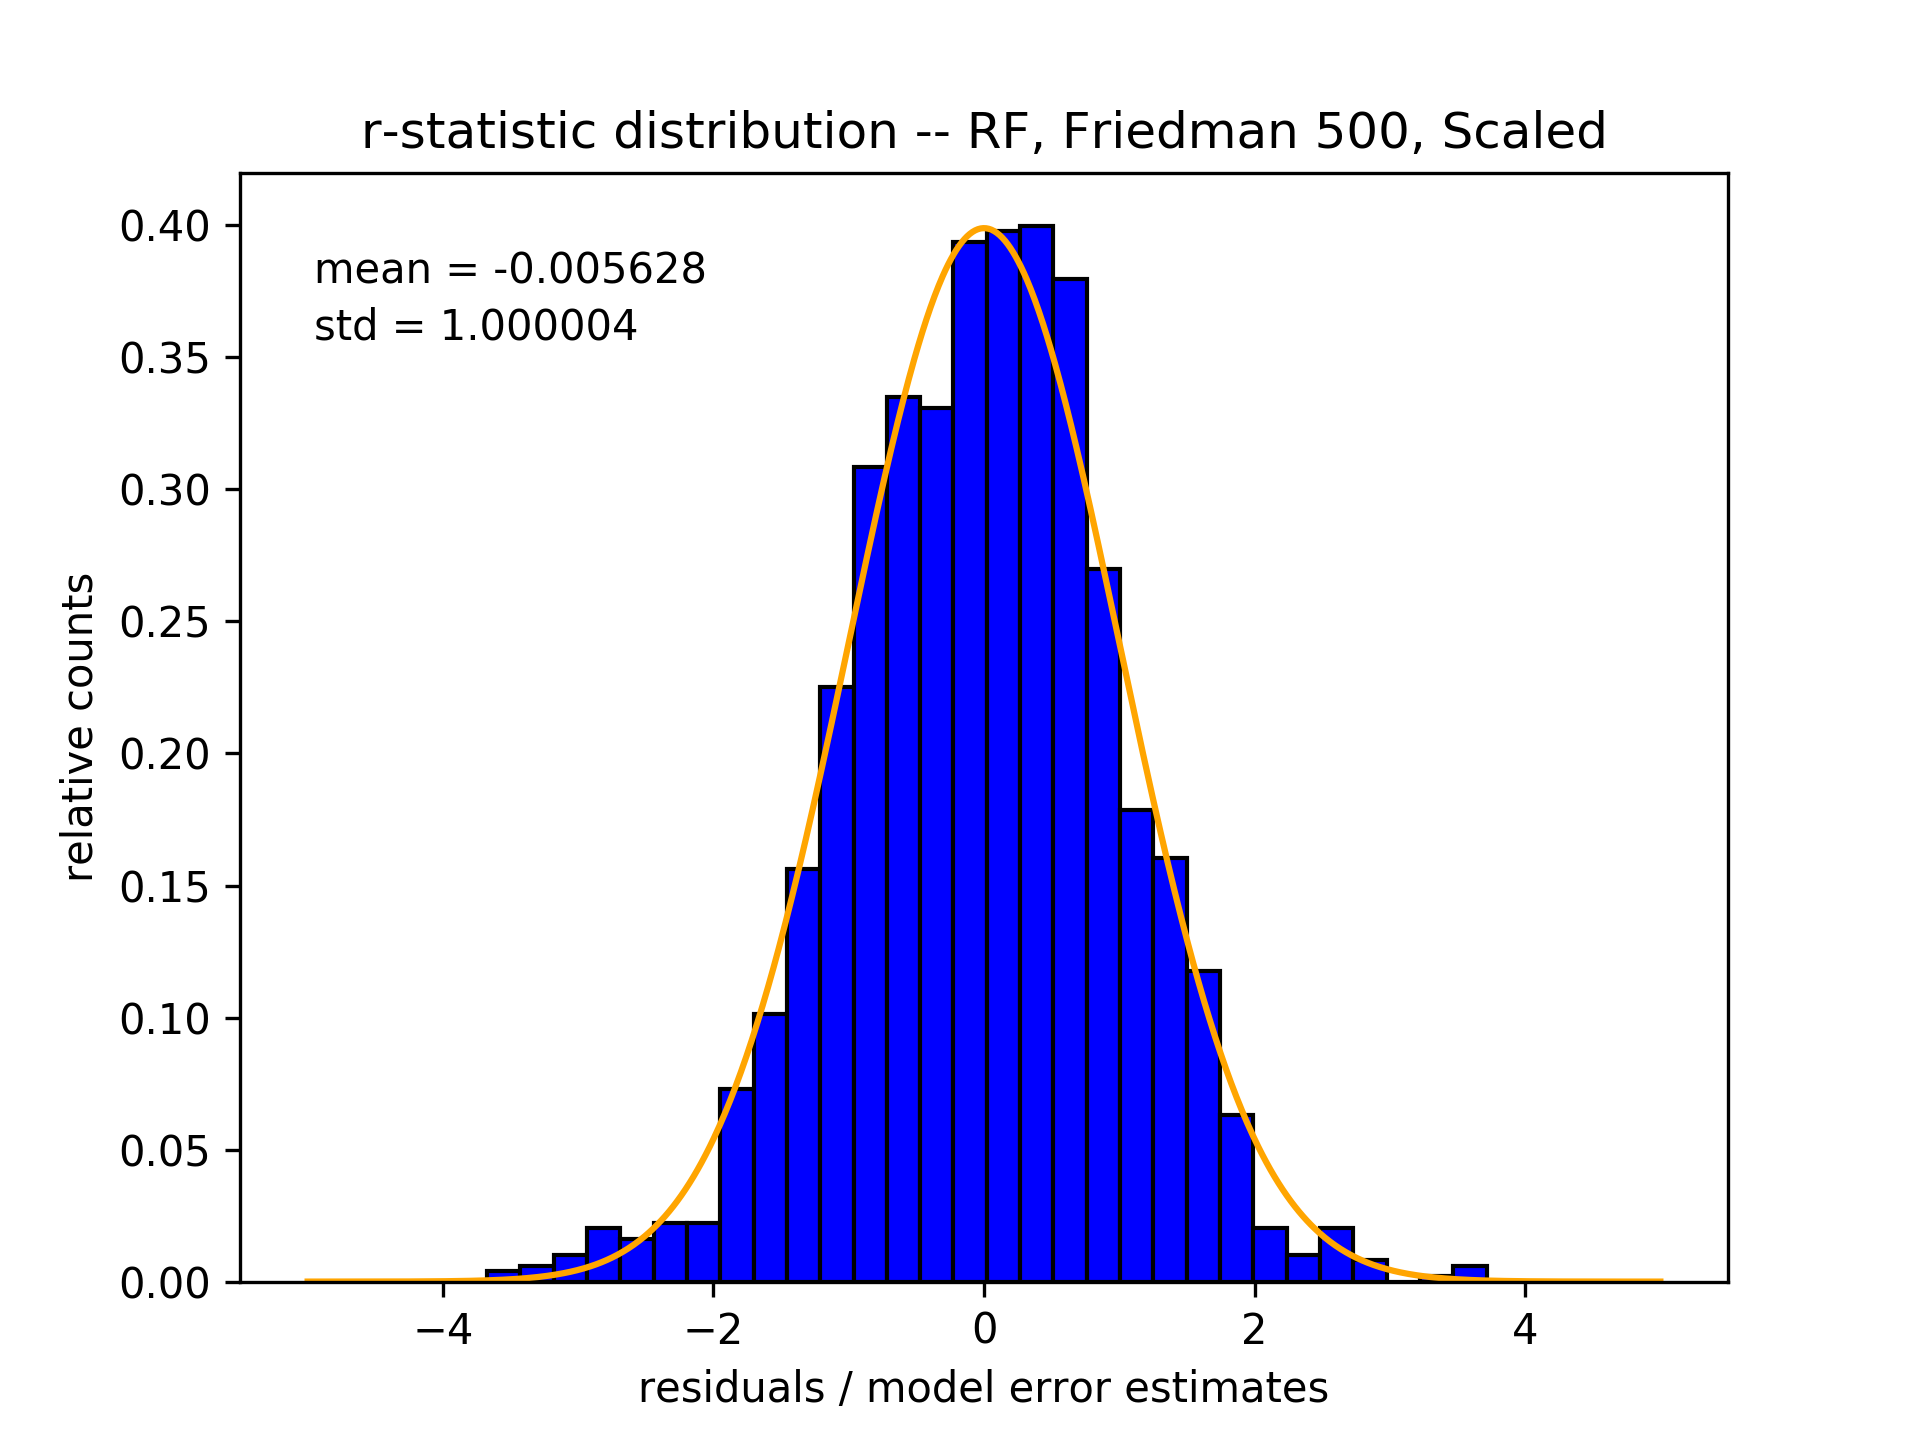 r-statistic distribution -- RF, Friedman 500, Scaled
mean = -0.005628
std = 1.000004
0.40
0.35
0.30
0.25
0.20
0.15
0.10
0.05
0.00
relative counts
−4 −2 0 2 4
residuals / model error estimates